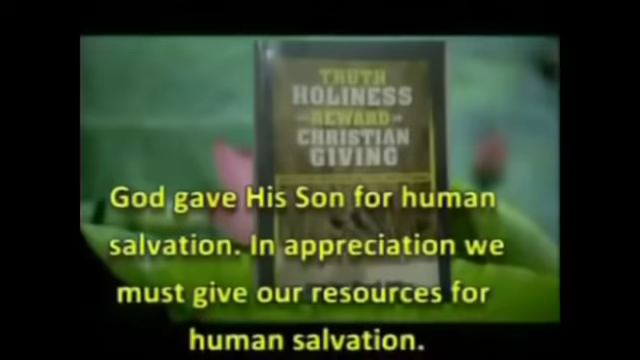 TRUTH
HOLINESS
REWARD
CHRISTIAN
GIVING
God gave His Son for human
salvation. In appreciation we
must give our resources for
human salvation.